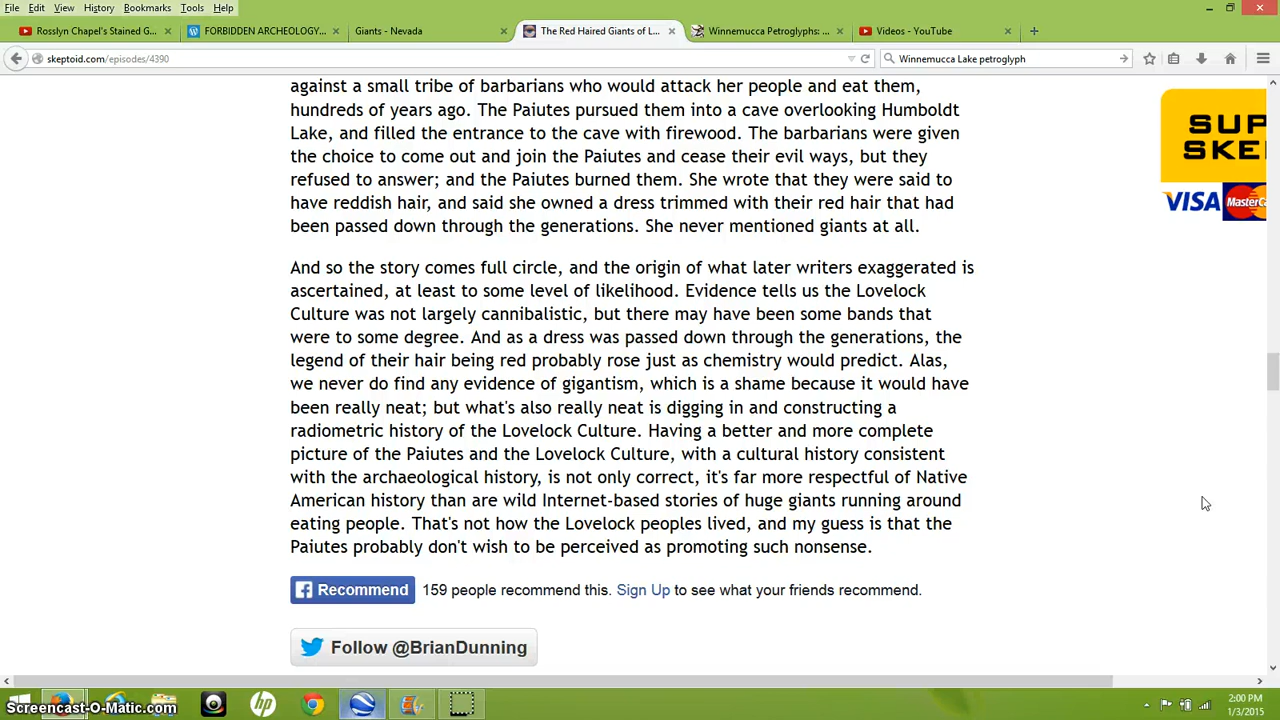 File Edit View History Bookmarks Tools Help
Rosslyn Chapel's Stained G... × FORBIDDEN ARCHEOLOGY... × Giants - Nevada × The Red Haired Giants of L... × Winnemucca Petroglyphs: ... × Videos - YouTube × +
skeptoid.com/episodes/4390 Winnemucca Lake petroglyph
against a small tribe of barbarians who would attack her people and eat them,
hundreds of years ago. The Paiutes pursued them into a cave overlooking Humboldt
Lake, and filled the entrance to the cave with firewood. The barbarians were given
the choice to come out and join the Paiutes and cease their evil ways, but they
refused to answer; and the Paiutes burned them. She wrote that they were said to
have reddish hair, and said she owned a dress trimmed with their red hair that had
been passed down through the generations. She never mentioned giants at all.
And so the story comes full circle, and the origin of what later writers exaggerated is
ascertained, at least to some level of likelihood. Evidence tells us the Lovelock
Culture was not largely cannibalistic, but there may have been some bands that
were to some degree. And as a dress was passed down through the generations, the
legend of their hair being red probably rose just as chemistry would predict. Alas,
we never do find any evidence of gigantism, which is a shame because it would have
been really neat; but what's also really neat is digging in and constructing a
radiometric history of the Lovelock Culture. Having a better and more complete
picture of the Paiutes and the Lovelock Culture, with a cultural history consistent
with the archaeological history, is not only correct, it's far more respectful of Native
American history than are wild Internet-based stories of huge giants running around
eating people. That's not how the Lovelock peoples lived, and my guess is that the
Paiutes probably don't wish to be perceived as promoting such nonsense.
SUP
SKE
VISA MasterCa
Recommend 159 people recommend this. Sign Up to see what your friends recommend.
Follow @BrianDunning
hp
Screencast-O-Matic.com
2:00 PM
1/3/2015